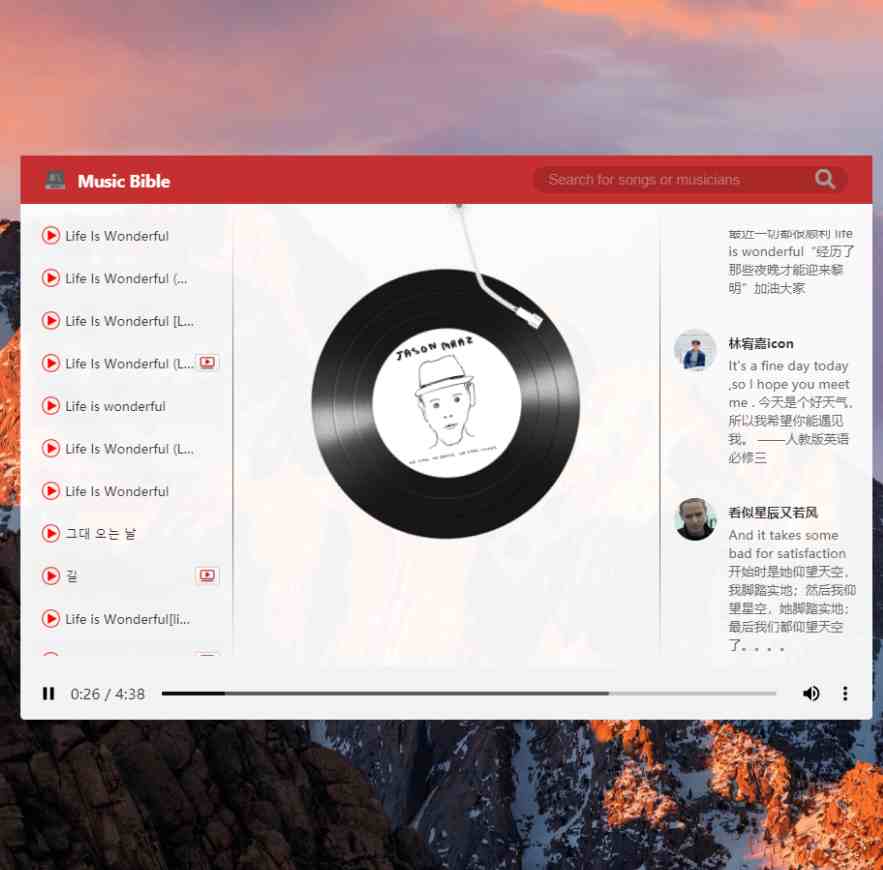 Music Bible
Search for songs or musicians
Life Is Wonderful
Life Is Wonderful (...
Life Is Wonderful [L...
Life Is Wonderful (L...
Life is wonderful
Life Is Wonderful (L...
Life Is Wonderful
그대 오는 날
길
Life is Wonderful[li...
JASON MRAZ
最近一切都很顺利 life
is wonderful “经历了
那些夜晚才能迎来黎
明” 加油大家
林宥嘉icon
It's a fine day today
,so I hope you meet
me . 今天是个好天气,
所以我希望你能遇见
我。 ——人教版英语
必修三
看似星辰又若风
And it takes some
bad for satisfaction
开始时是她仰望天空,
我脚踏实地；然后我仰
望星空，她脚踏实地；
最后我们都仰望天空
了。。。。
0:26 / 4:38